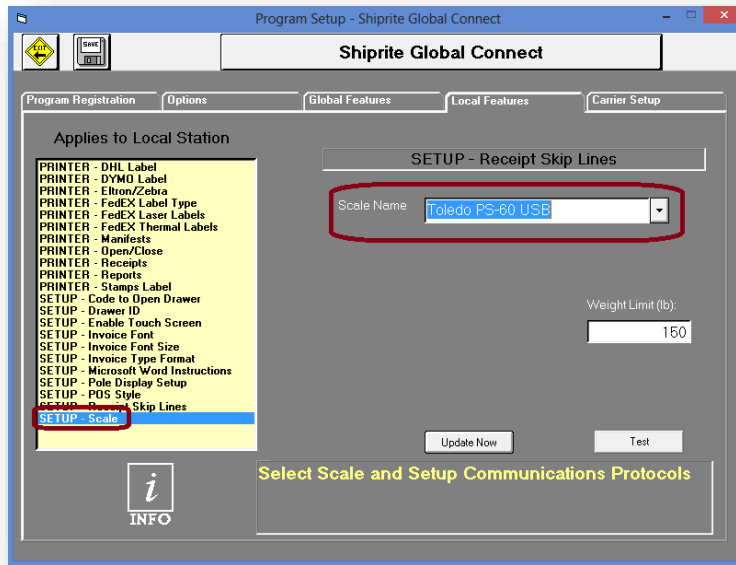 Program Setup - Shiprite Global Connect
EXIT
SAVE
Shiprite Global Connect
Program Registration
Options
Global Features
Local Features
Carrier Setup
Applies to Local Station
PRINTER - DHL Label
PRINTER - DYMO Label
PRINTER - Eltron/Zebra
PRINTER - FedEX Label Type
PRINTER - FedEX Laser Labels
PRINTER - FedEX Thermal Labels
PRINTER - Manifests
PRINTER - Open/Close
PRINTER - Receipts
PRINTER - Reports
PRINTER - Stamps Label
SETUP - Code to Open Drawer
SETUP - Drawer ID
SETUP - Enable Touch Screen
SETUP - Invoice Font
SETUP - Invoice Font Size
SETUP - Invoice Type Format
SETUP - Microsoft Word Instructions
SETUP - Pole Display Setup
SETUP - POS Style
SETUP - Receipt Skip Lines
SETUP - Scale
SETUP - Receipt Skip Lines
Scale Name
Toledo PS-60 USB
Weight Limit (lb):
150
Update Now
Test
i
INFO
Select Scale and Setup Communications Protocols